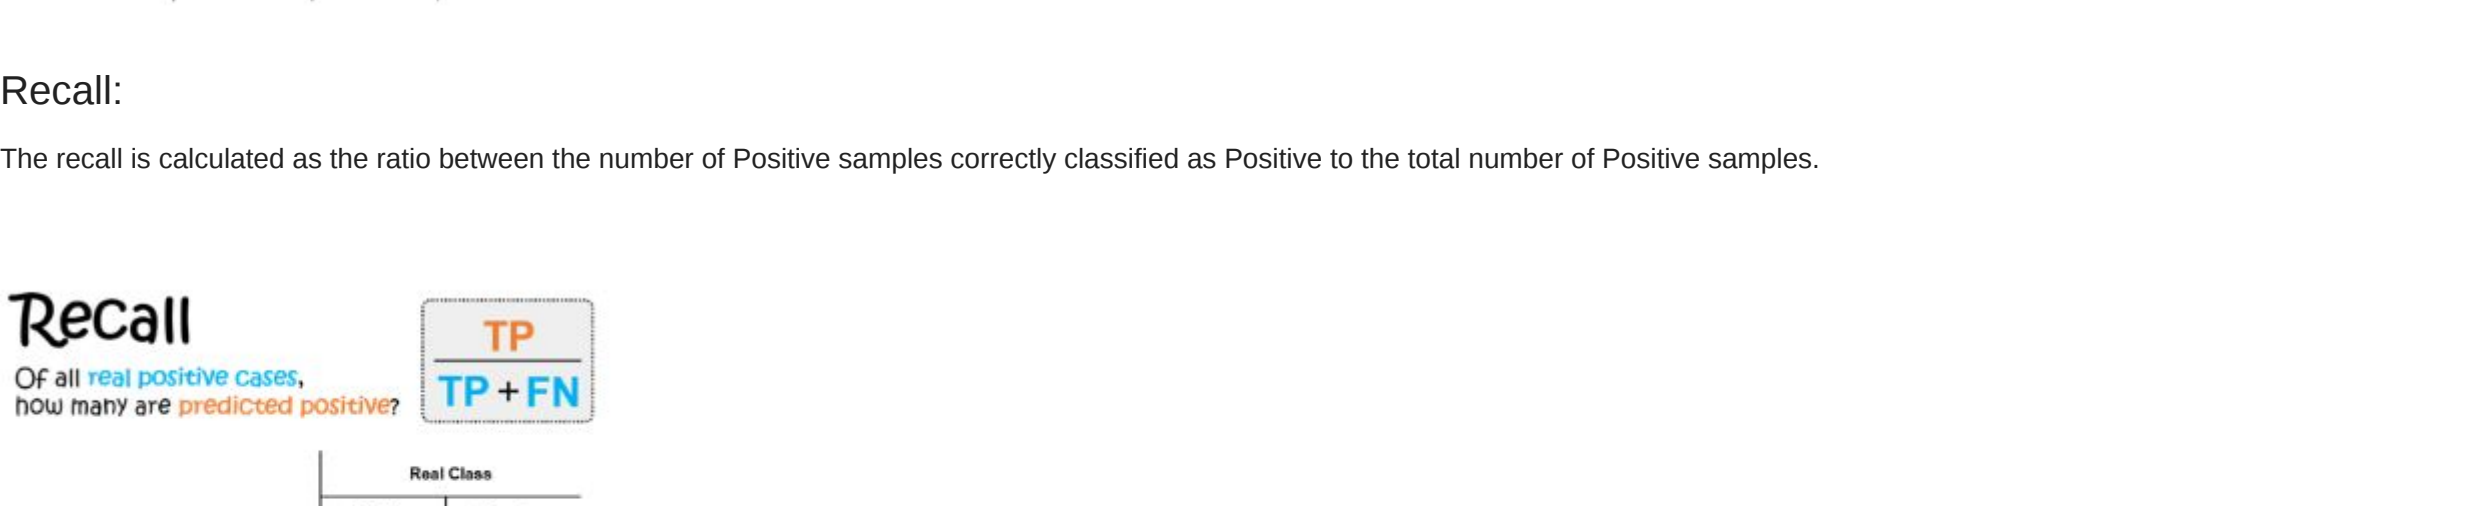 Recall:
The recall is calculated as the ratio between the number of Positive samples correctly classified as Positive to the total number of Positive samples.
Recall
Of all real positive cases,
how many are predicted positive?
TP
TP + FN
Real Class